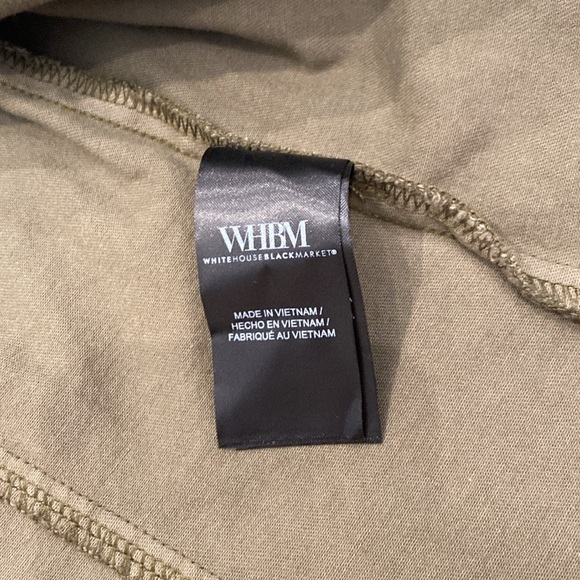 WHBM
WHITEHOUSEBLACKMARKET®
MADE IN VIETNAM /
HECHO EN VIETNAM /
FABRIQUÉ AU VIETNAM